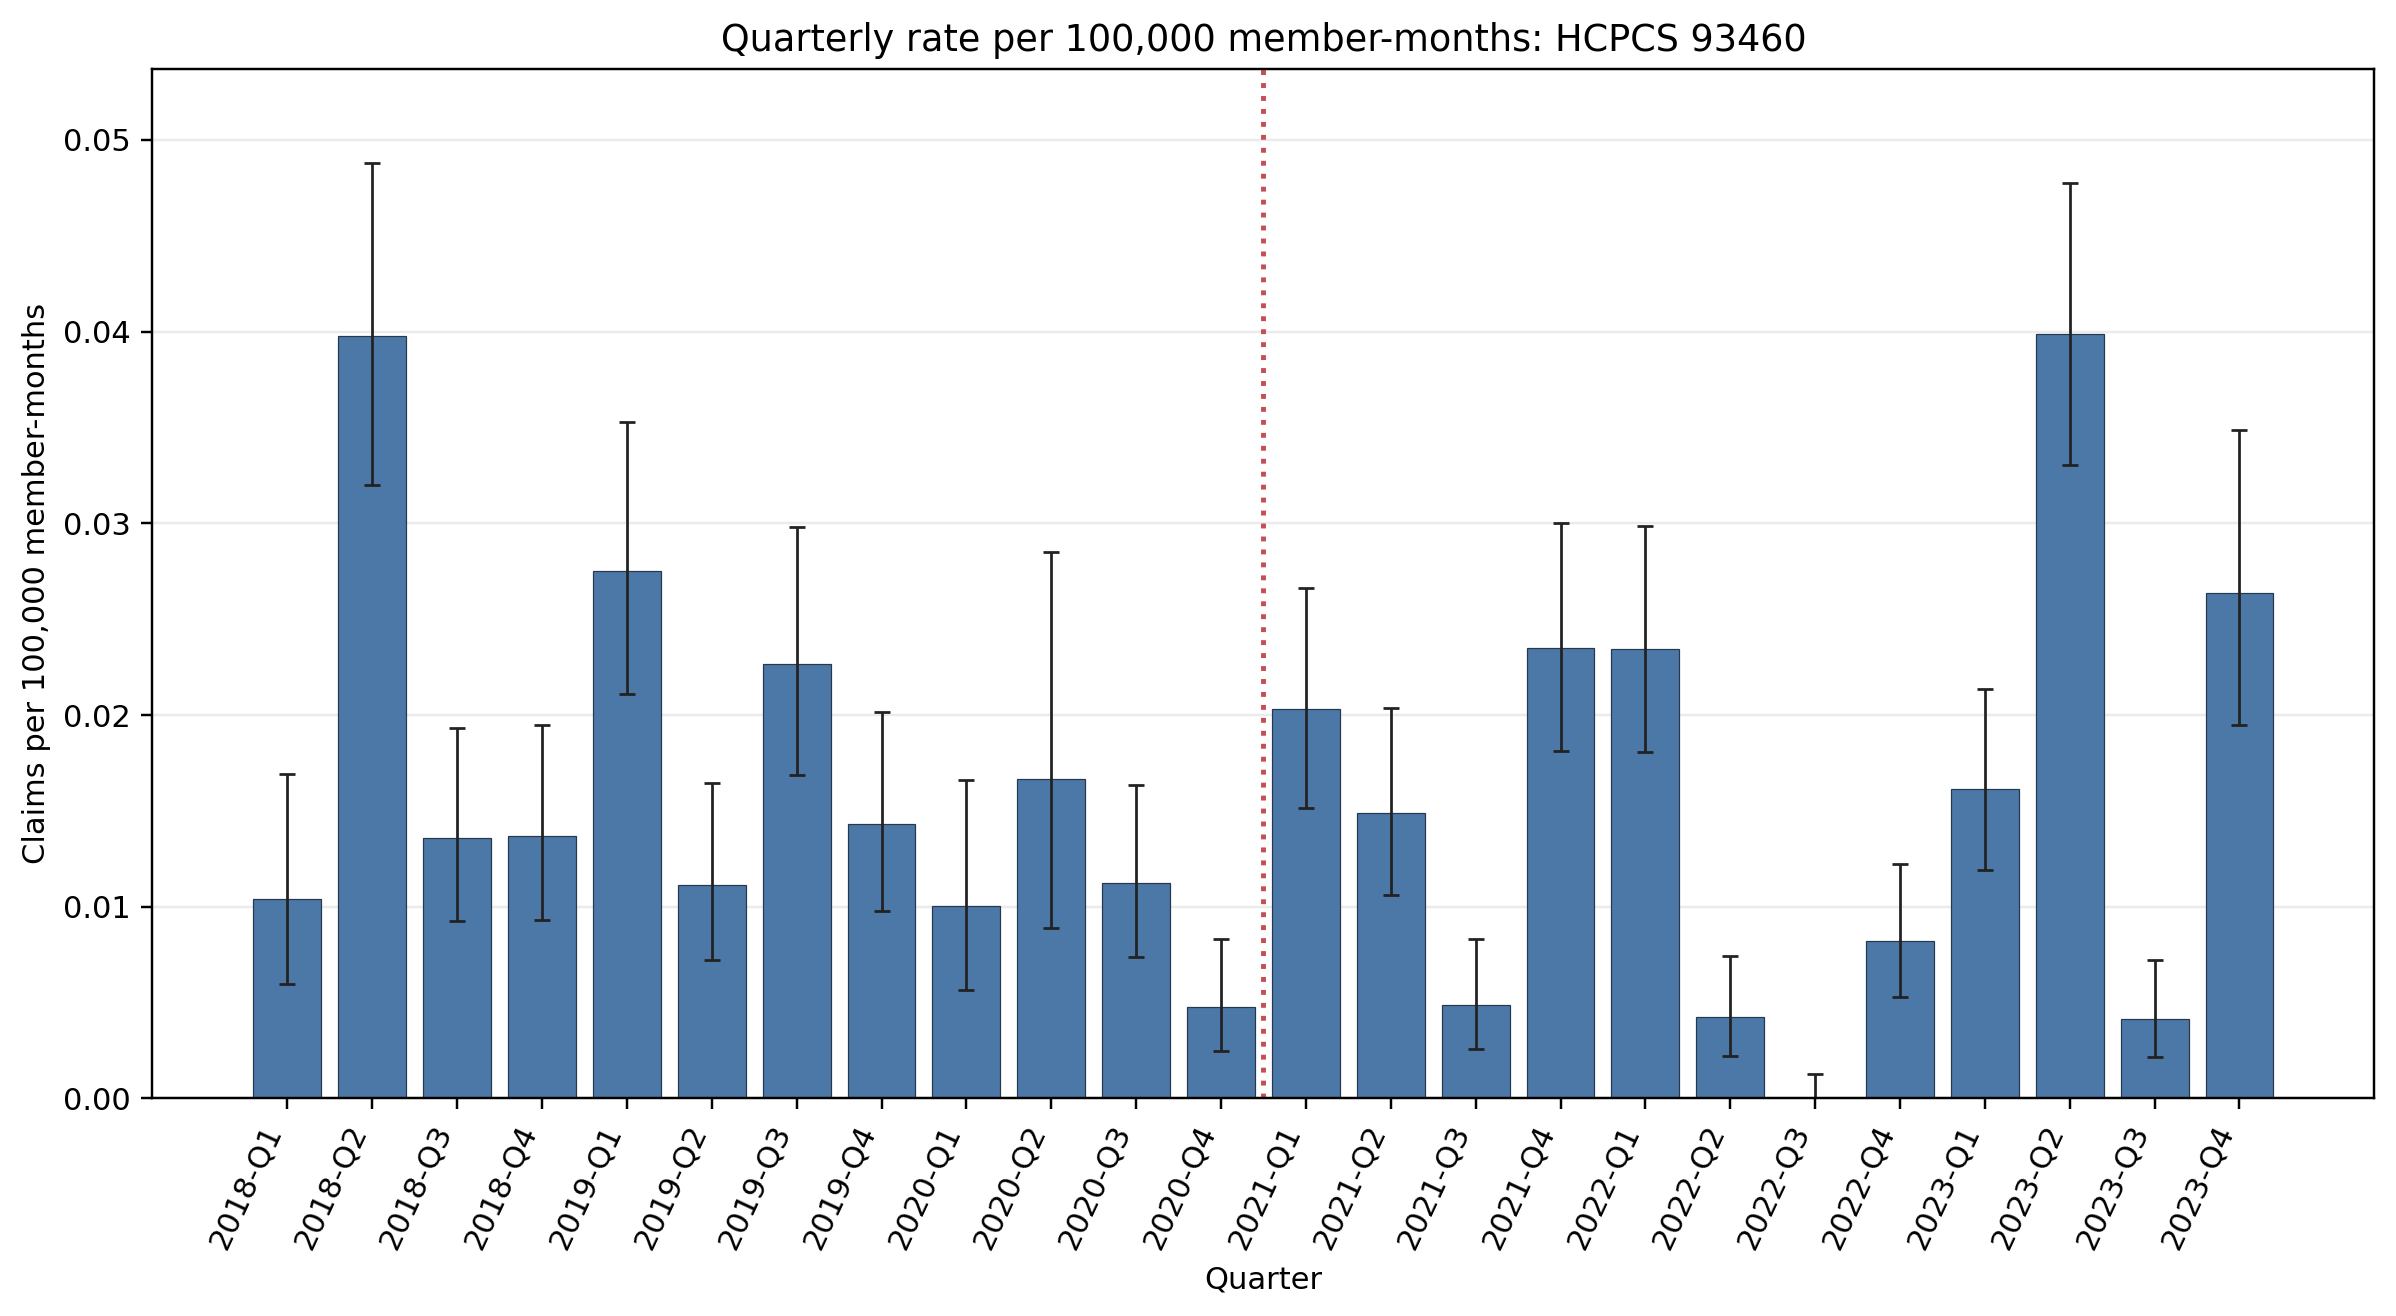 Quarterly rate per 100,000 member-months: HCPCS 93460
Claims per 100,000 member-months
0.05
0.04
0.03
0.02
0.01
0.00
2018-Q1
2018-Q2
2018-Q3
2018-Q4
2019-Q1
2019-Q2
2019-Q3
2019-Q4
2020-Q1
2020-Q2
2020-Q3
2020-Q4
2021-Q1
2021-Q2
2021-Q3
2021-Q4
2022-Q1
2022-Q2
2022-Q3
2022-Q4
2023-Q1
2023-Q2
2023-Q3
2023-Q4
Quarter